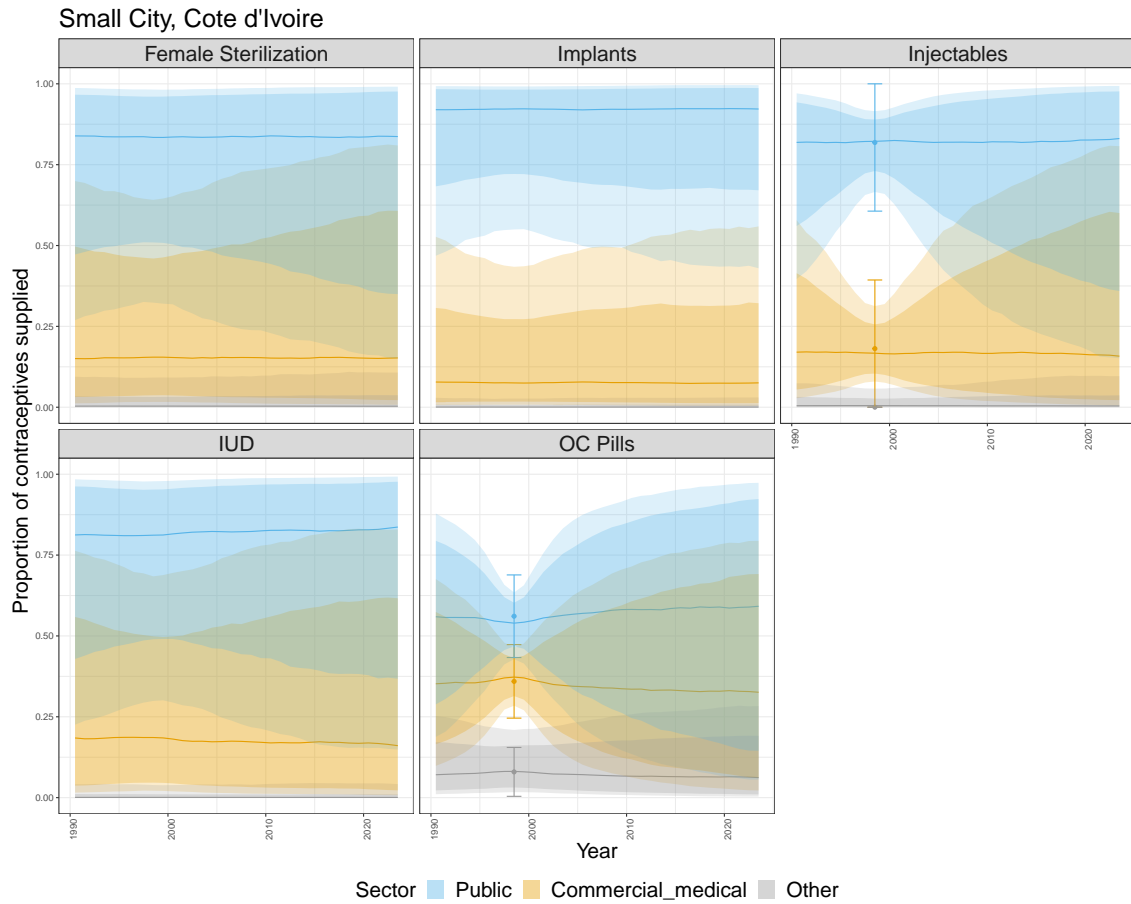 Small City, Cote d'Ivoire
Female Sterilization
Implants
Injectables
1.00
0.75
0.50
0.25
0.00
1990
2000
2010
2020
IUD
OC Pills
1.00
0.75
0.50
0.25
0.00
1990
2000
2010
2020
1990
2000
2010
2020
Proportion of contraceptives supplied
Year
Sector Public Commercial_medical Other